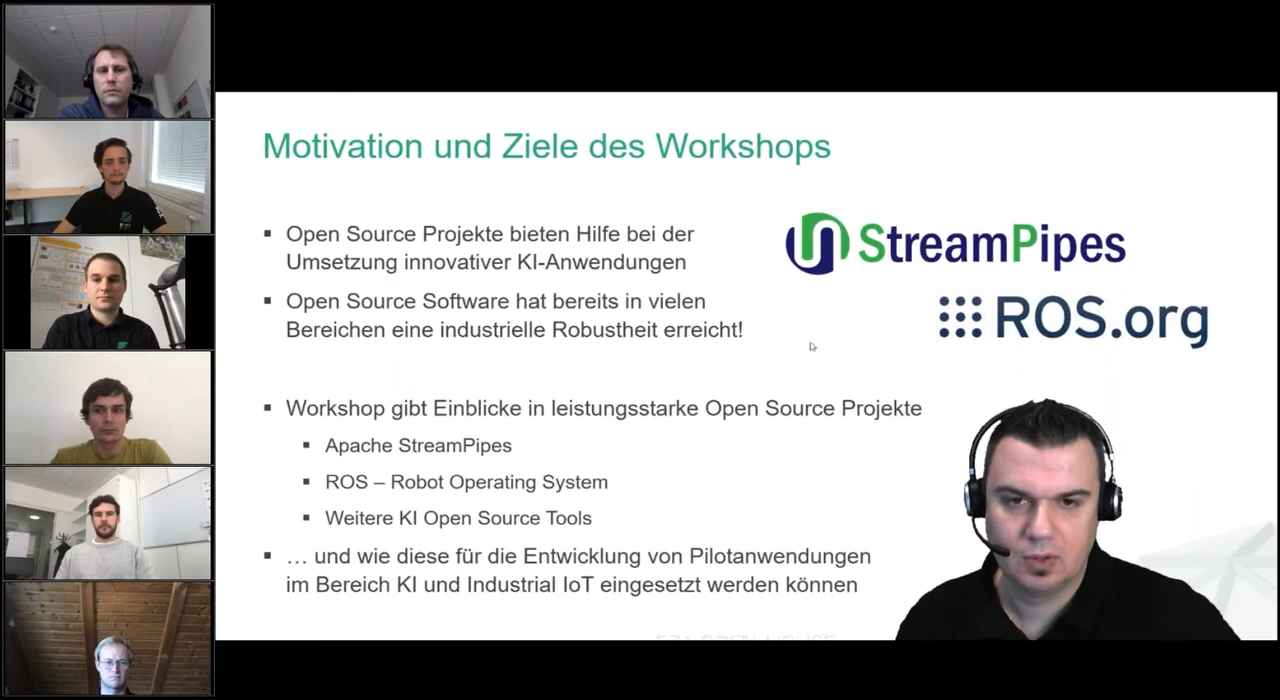 Motivation und Ziele des Workshops
Open Source Projekte bieten Hilfe bei der
Umsetzung innovativer KI-Anwendungen
Open Source Software hat bereits in vielen
Bereichen eine industrielle Robustheit erreicht!
StreamPipes
ROS.org
Workshop gibt Einblicke in leistungsstarke Open Source Projekte
Apache StreamPipes
ROS – Robot Operating System
Weitere KI Open Source Tools
… und wie diese für die Entwicklung von Pilotanwendungen
im Bereich KI und Industrial IoT eingesetzt werden können